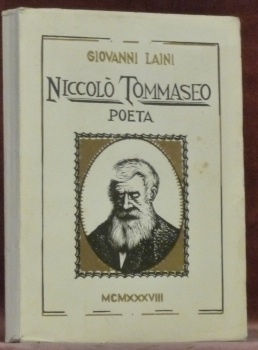 GIOVANNI LAINI
NICCOLÒ TOMMASEO
POETA
MCMXXXVIII